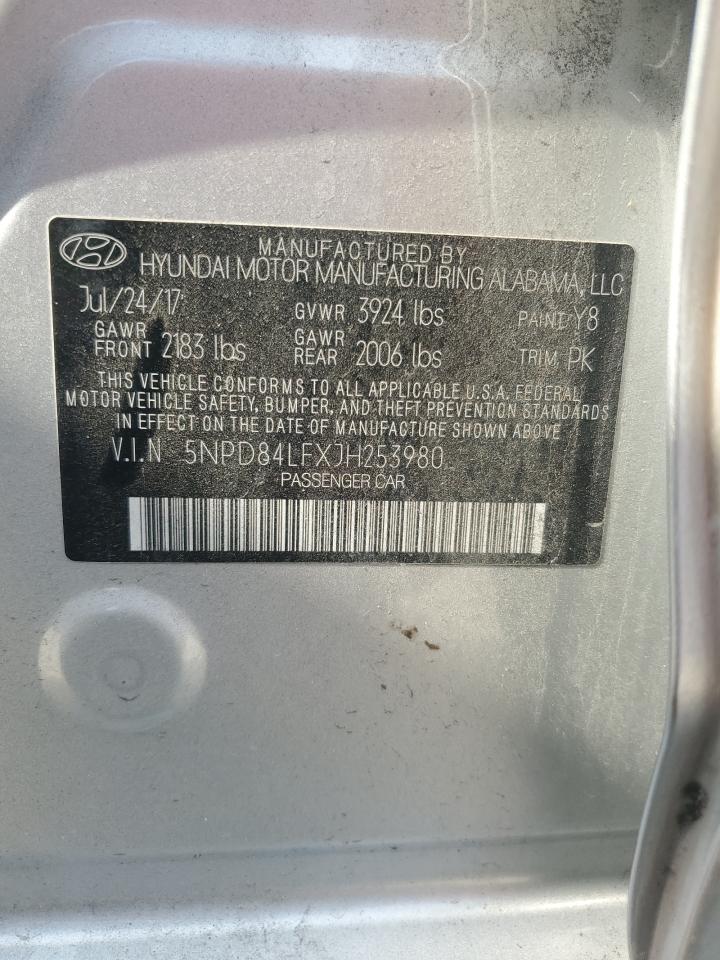 MANUFACTURED BY
HYUNDAI MOTOR MANUFACTURING ALABAMA, LLC
Jul/24/17 GVWR 3924 lbs PAINT Y8
GAWR FRONT 2183 lbs GAWR REAR 2006 lbs TRIM PK
THIS VEHICLE CONFORMS TO ALL APPLICABLE U.S.A. FEDERAL
MOTOR VEHICLE SAFETY, BUMPER, AND THEFT PREVENTION STANDARDS
IN EFFECT ON THE DATE OF MANUFACTURE SHOWN ABOVE
V.I.N 5NPD84LFXJH253980
PASSENGER CAR